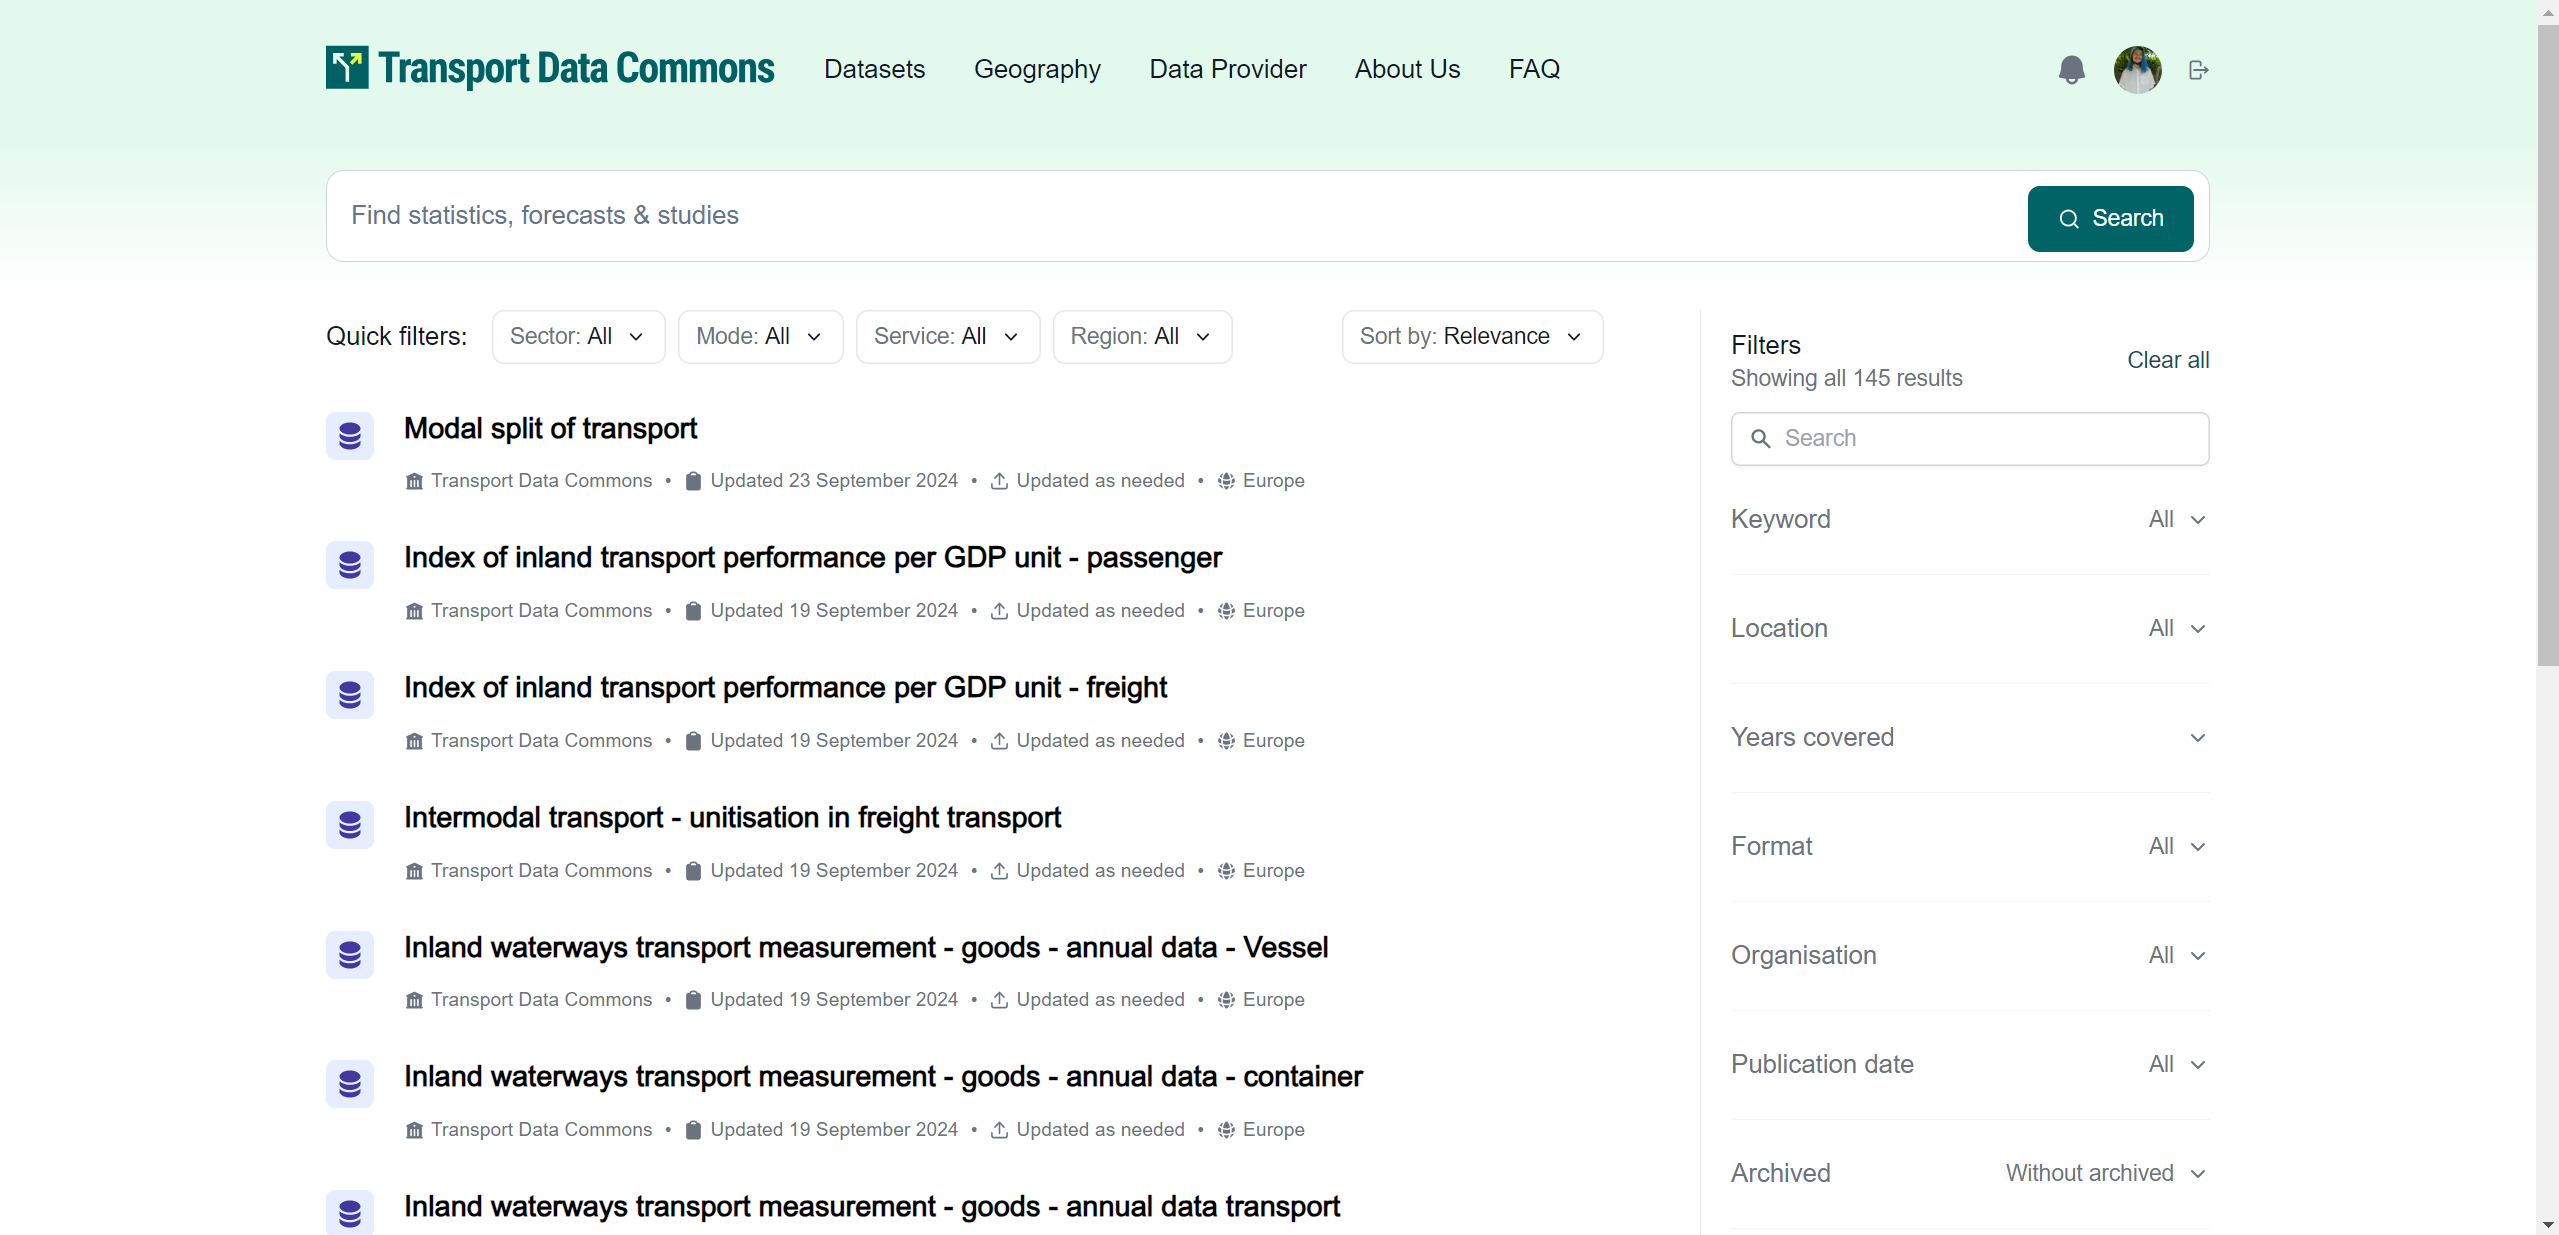 Transport Data Commons
Datasets
Geography
Data Provider
About Us
FAQ
Find statistics, forecasts & studies
Search
Quick filters:
Sector: All
Mode: All
Service: All
Region: All
Sort by: Relevance
Modal split of transport
Transport Data Commons • Updated 23 September 2024 • Updated as needed • Europe
Index of inland transport performance per GDP unit - passenger
Transport Data Commons • Updated 19 September 2024 • Updated as needed • Europe
Index of inland transport performance per GDP unit - freight
Transport Data Commons • Updated 19 September 2024 • Updated as needed • Europe
Intermodal transport - unitisation in freight transport
Transport Data Commons • Updated 19 September 2024 • Updated as needed • Europe
Inland waterways transport measurement - goods - annual data - Vessel
Transport Data Commons • Updated 19 September 2024 • Updated as needed • Europe
Inland waterways transport measurement - goods - annual data - container
Transport Data Commons • Updated 19 September 2024 • Updated as needed • Europe
Inland waterways transport measurement - goods - annual data transport
Filters
Showing all 145 results
Clear all
Search
Keyword All
Location All
Years covered
Format All
Organisation All
Publication date All
Archived Without archived